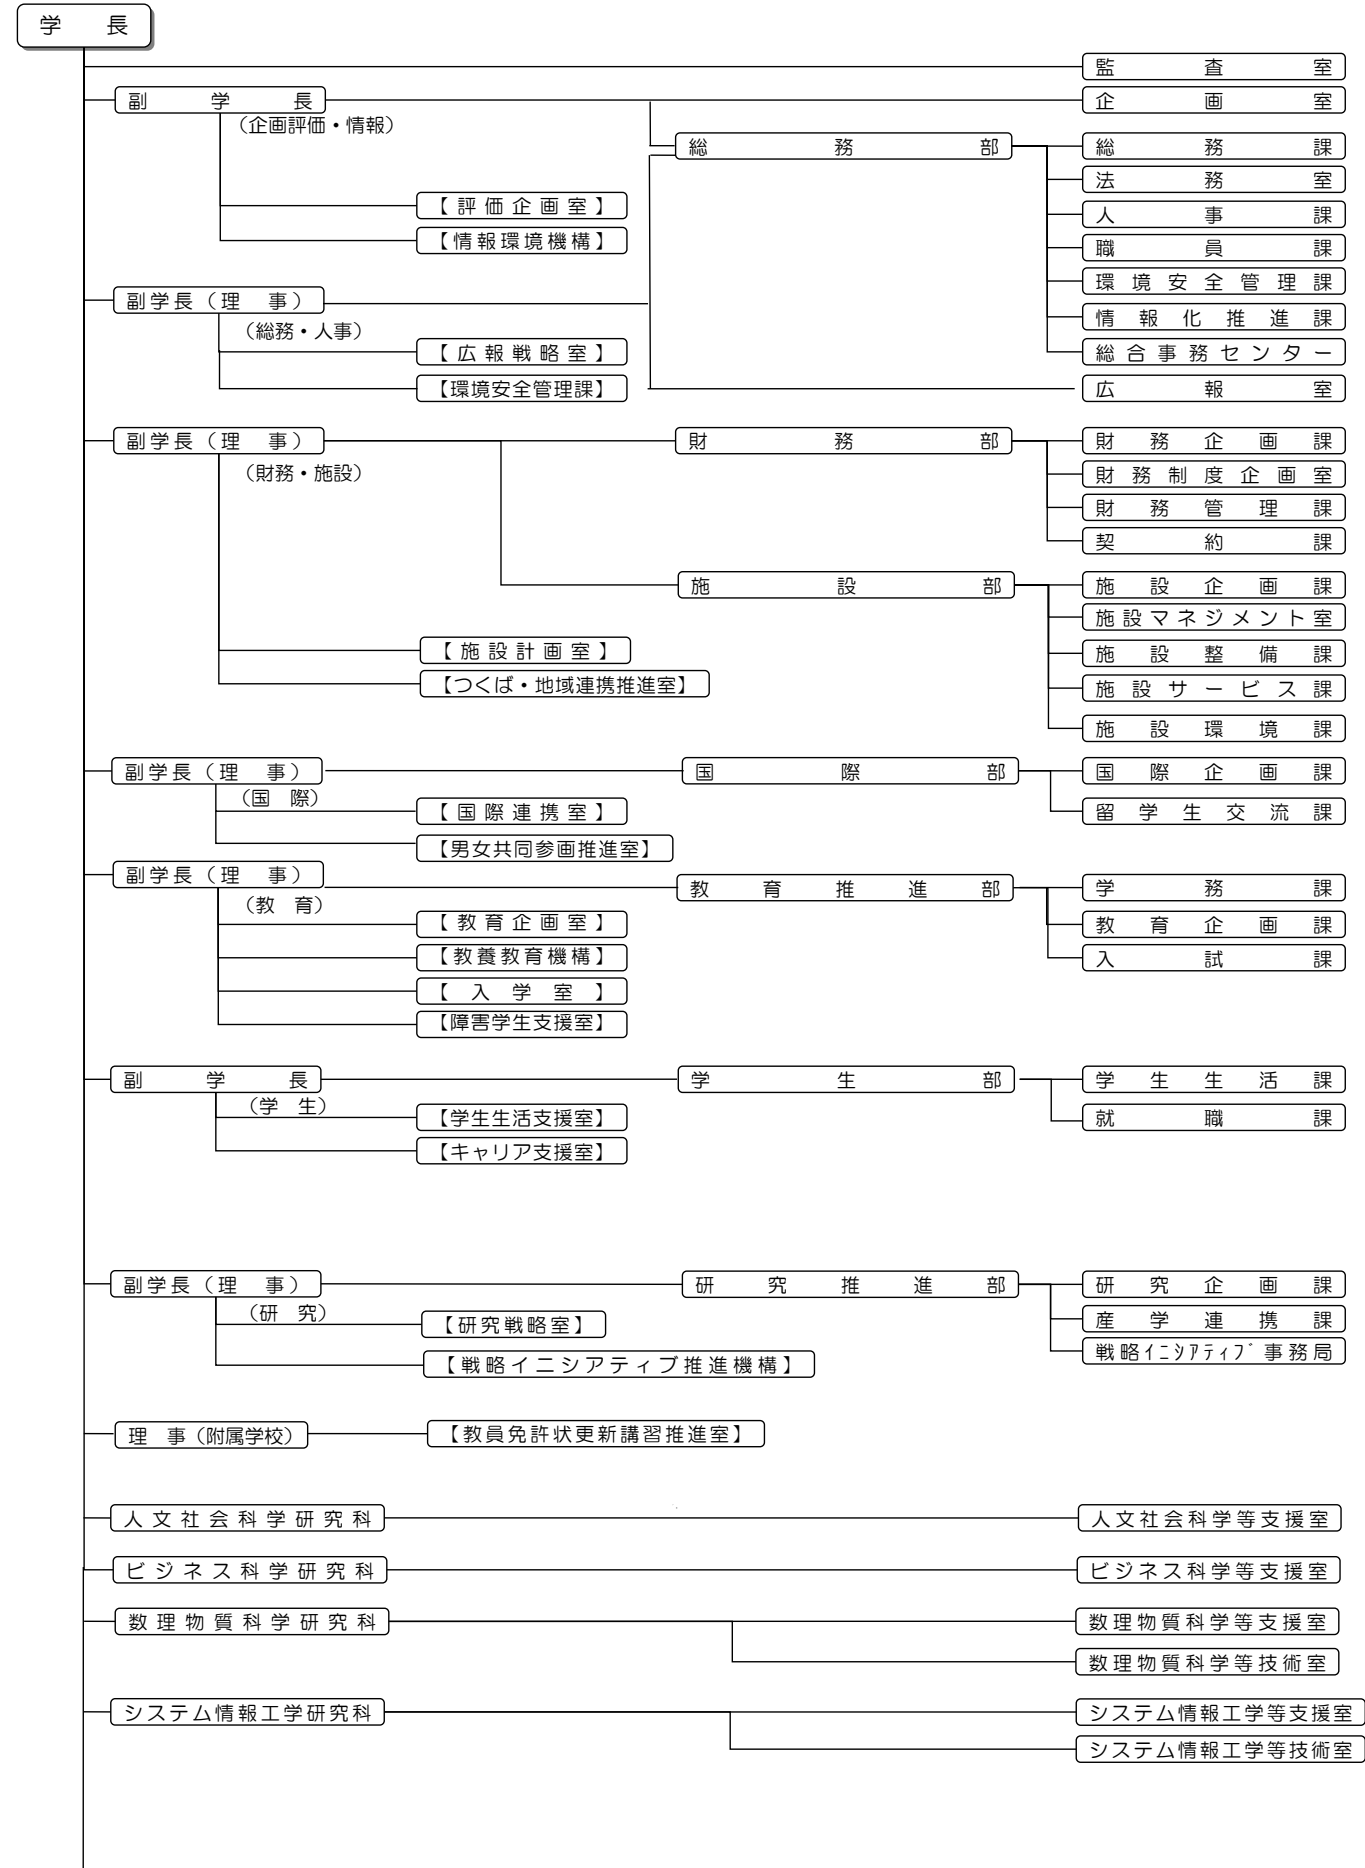 学長
監査室
副学長
企画室
（企画評価・情報）
総務部
総務課
法務室
【評価企画室】
人事課
【情報環境機構】
職員課
環境安全管理課
副学長（理事）
情報化推進課
（総務・人事）
【広報戦略室】
総合事務センター
【環境安全管理課】
広報室
副学長（理事）
財務部
財務企画課
（財務・施設）
財務制度企画室
財務管理課
契約課
施設部
施設企画課
施設マネジメント室
【施設計画室】
施設整備課
【つくば・地域連携推進室】
施設サービス課
施設環境課
副学長（理事）
国際部
国際企画課
（国際）
【国際連携室】
留学生交流課
【男女共同参画推進室】
副学長（理事）
教育推進部
学務課
（教育）
【教育企画室】
教育企画課
【教養教育機構】
入試課
【入学室】
【障害学生支援室】
副学長
学生部
学生生活課
（学生）
【学生生活支援室】
就職課
【キャリア支援室】
副学長（理事）
研究推進部
研究企画課
（研究）
【研究戦略室】
産学連携課
戦略ｲﾆｼｱﾃｨﾌﾞ事務局
【戦略イニシアティブ推進機構】
理事（附属学校）
【教員免許状更新講習推進室】
人文社会科学研究科
人文社会科学等支援室
ビジネス科学研究科
ビジネス科学等支援室
数理物質科学研究科
数理物質科学等支援室
数理物質科学等技術室
システム情報工学研究科
システム情報工学等支援室
システム情報工学等技術室